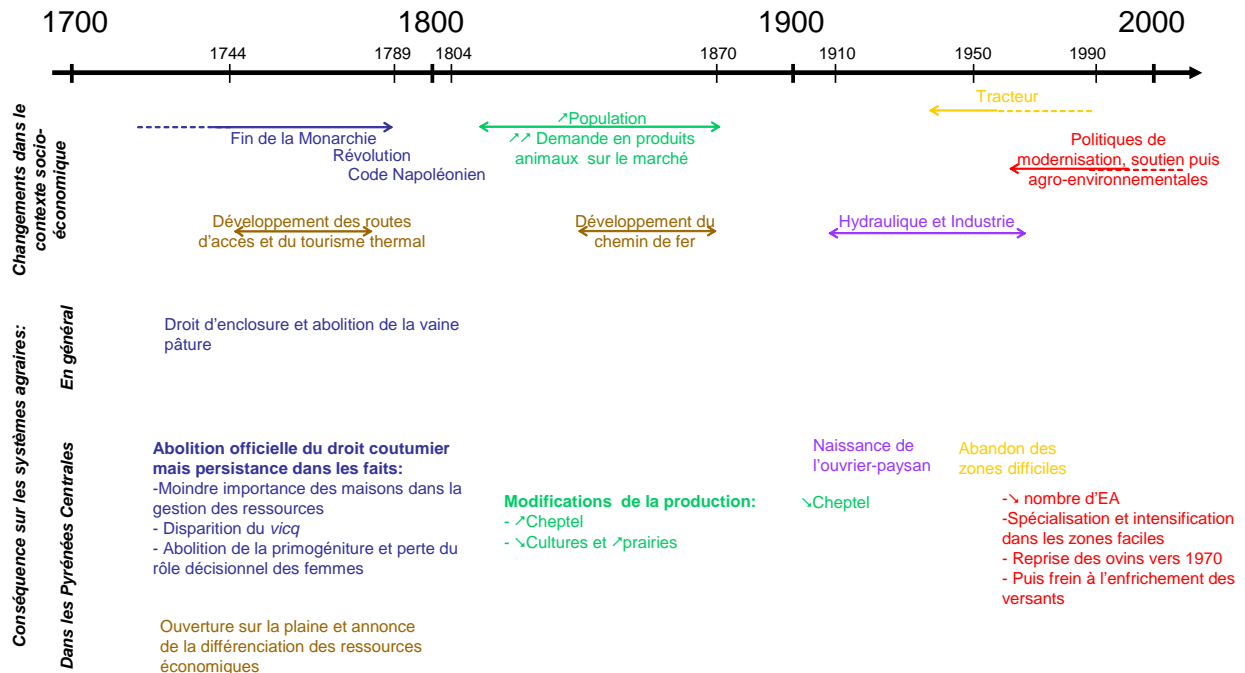 1700
1800
1900
2000
1744
1789
1804
1870
1910
1950
1990
Changements dans le
contexte socio-
économique
Fin de la Monarchie
Révolution
Code Napoléonien
↗Population
↗↗ Demande en produits
animaux sur le marché
Tracteur
Politiques de
modernisation, soutien puis
agro-environnementales
Développement des routes
d'accès et du tourisme thermal
Développement du
chemin de fer
Hydraulique et Industrie
Conséquence sur les systèmes agraires:
En général
Droit d'enclosure et abolition de la vaine
pâture
Dans les Pyrénées Centrales
Abolition officielle du droit coutumier
mais persistance dans les faits:
-Moindre importance des maisons dans la
gestion des ressources
- Disparition du vicq
- Abolition de la primogéniture et perte du
rôle décisionnel des femmes
Ouverture sur la plaine et annonce
de la différenciation des ressources
économiques
Modifications de la production:
- ↗Cheptel
- ↘Cultures et ↗prairies
Naissance de
l'ouvrier-paysan
↘Cheptel
Abandon des
zones difficiles
-↘ nombre d'EA
-Spécialisation et intensification
dans les zones faciles
- Reprise des ovins vers 1970
- Puis frein à l'enfrichement des
versants